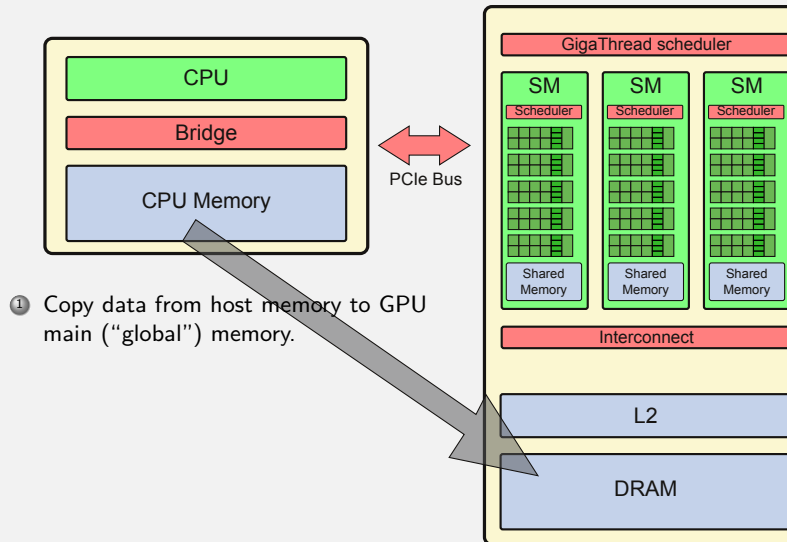 CPU
Bridge
CPU Memory
PCIe Bus
① Copy data from host memory to GPU
main (“global”) memory.
GigaThread scheduler
SM SM SM
Scheduler Scheduler Scheduler
Shared Shared Shared
Memory Memory Memory
Interconnect
L2
DRAM